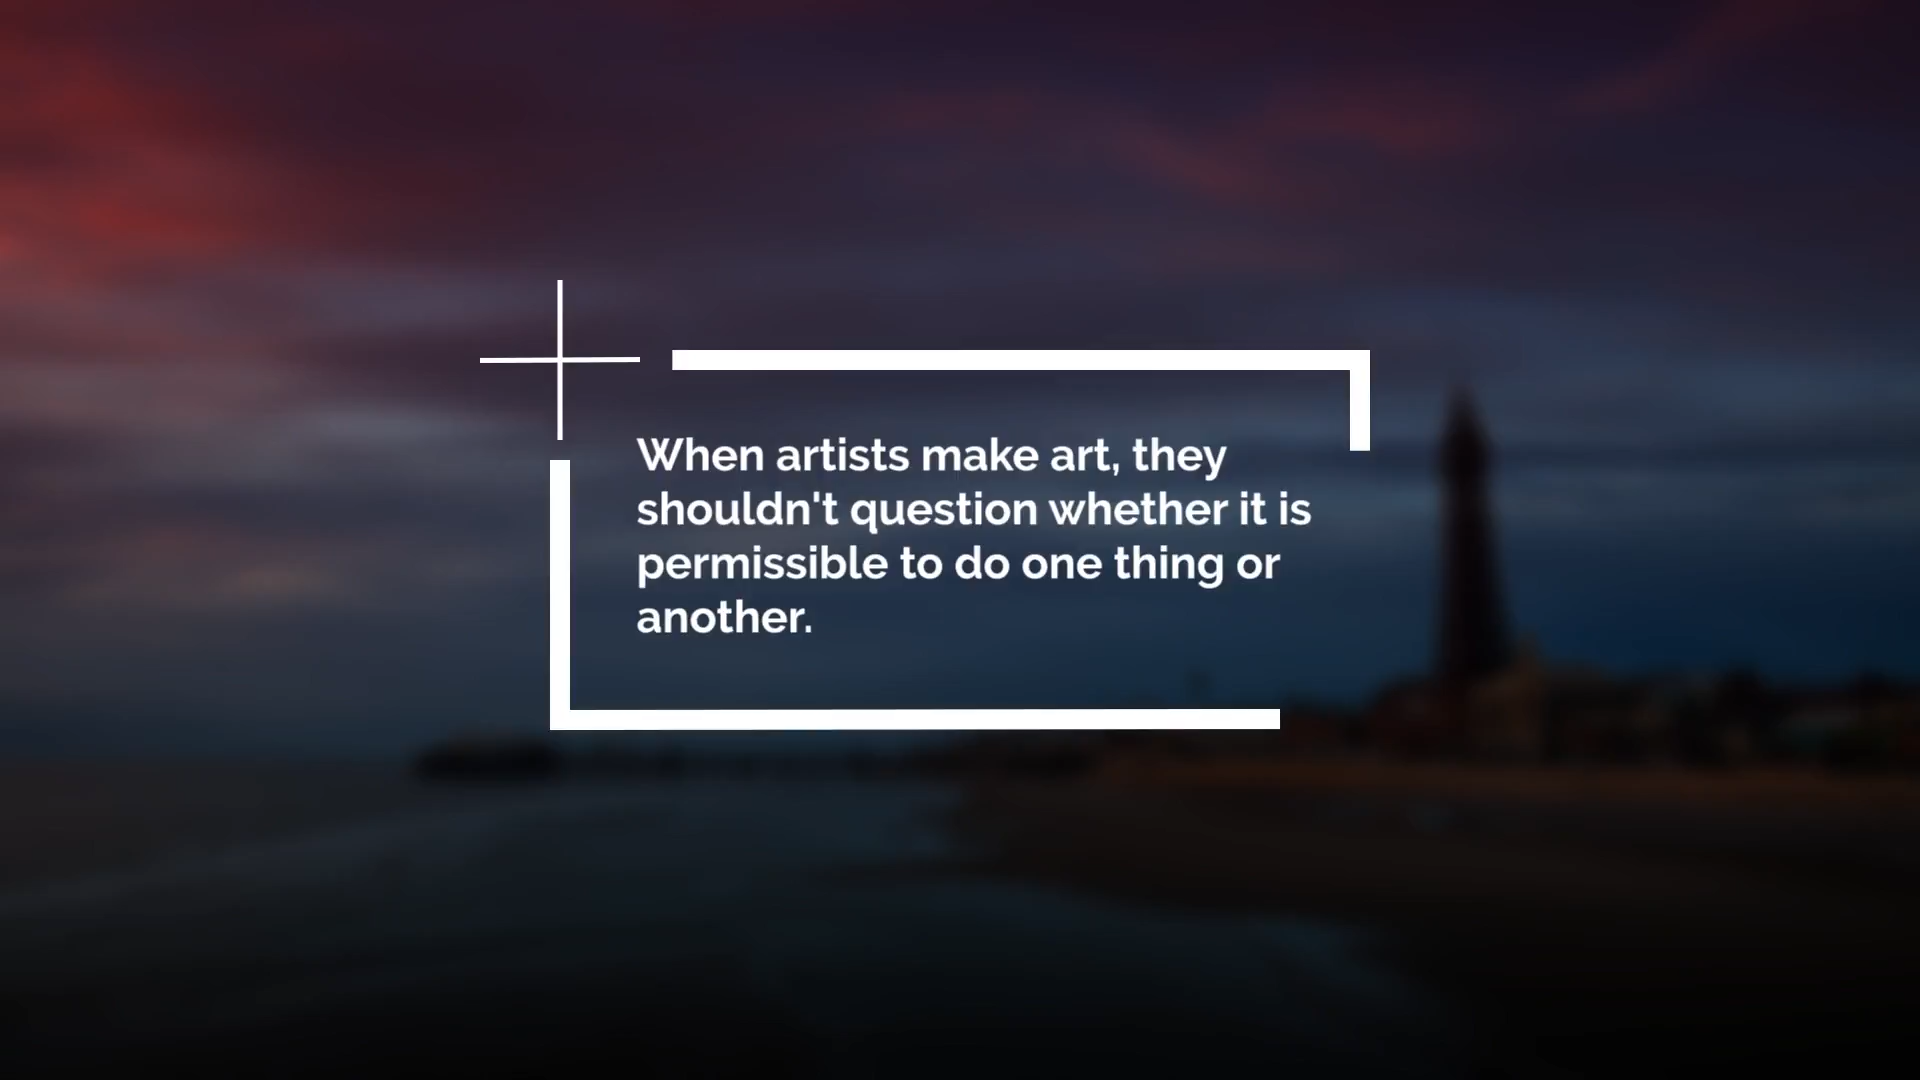 When artists make art, they
shouldn't question whether it is
permissible to do one thing or
another.